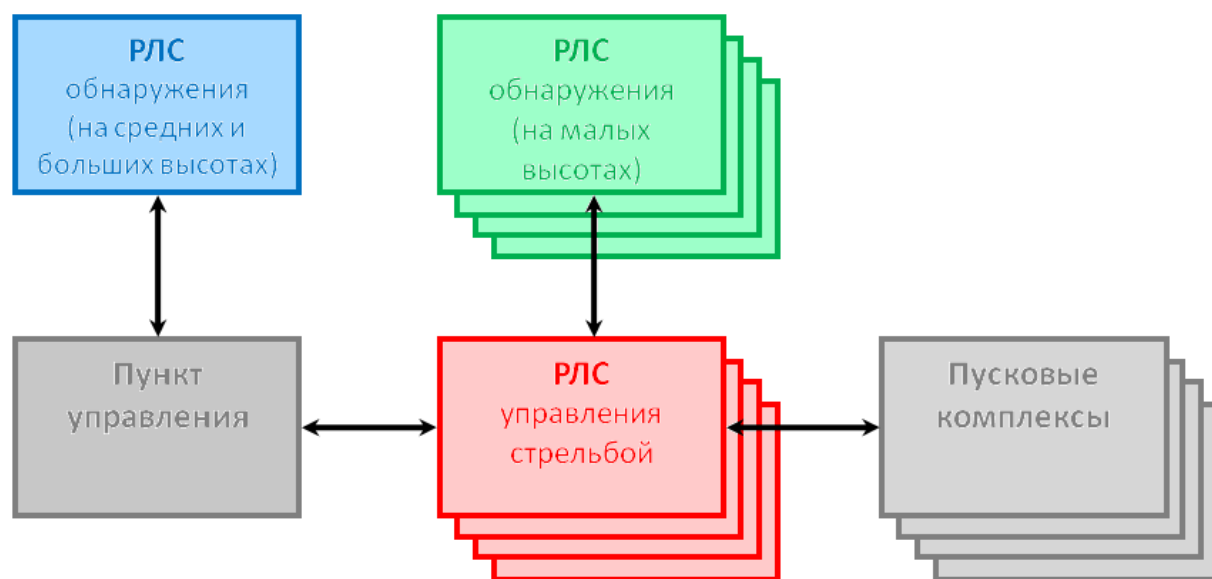 РЛС
обнаружения
(на средних и
больших высотах)
РЛС
обнаружения
(на малых
высотах)
Пункт
управления
РЛС
управления
стрельбой
Пусковые
комплексы